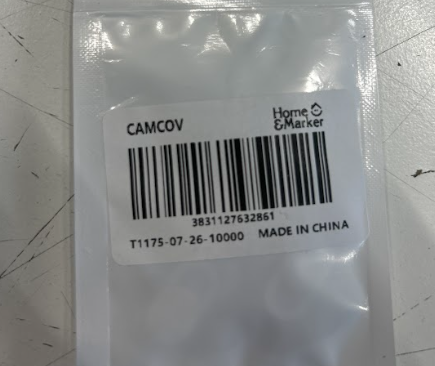 CAMCOV
Home
&Marker
3831127632861
T1175-07-26-10000 MADE IN CHINA